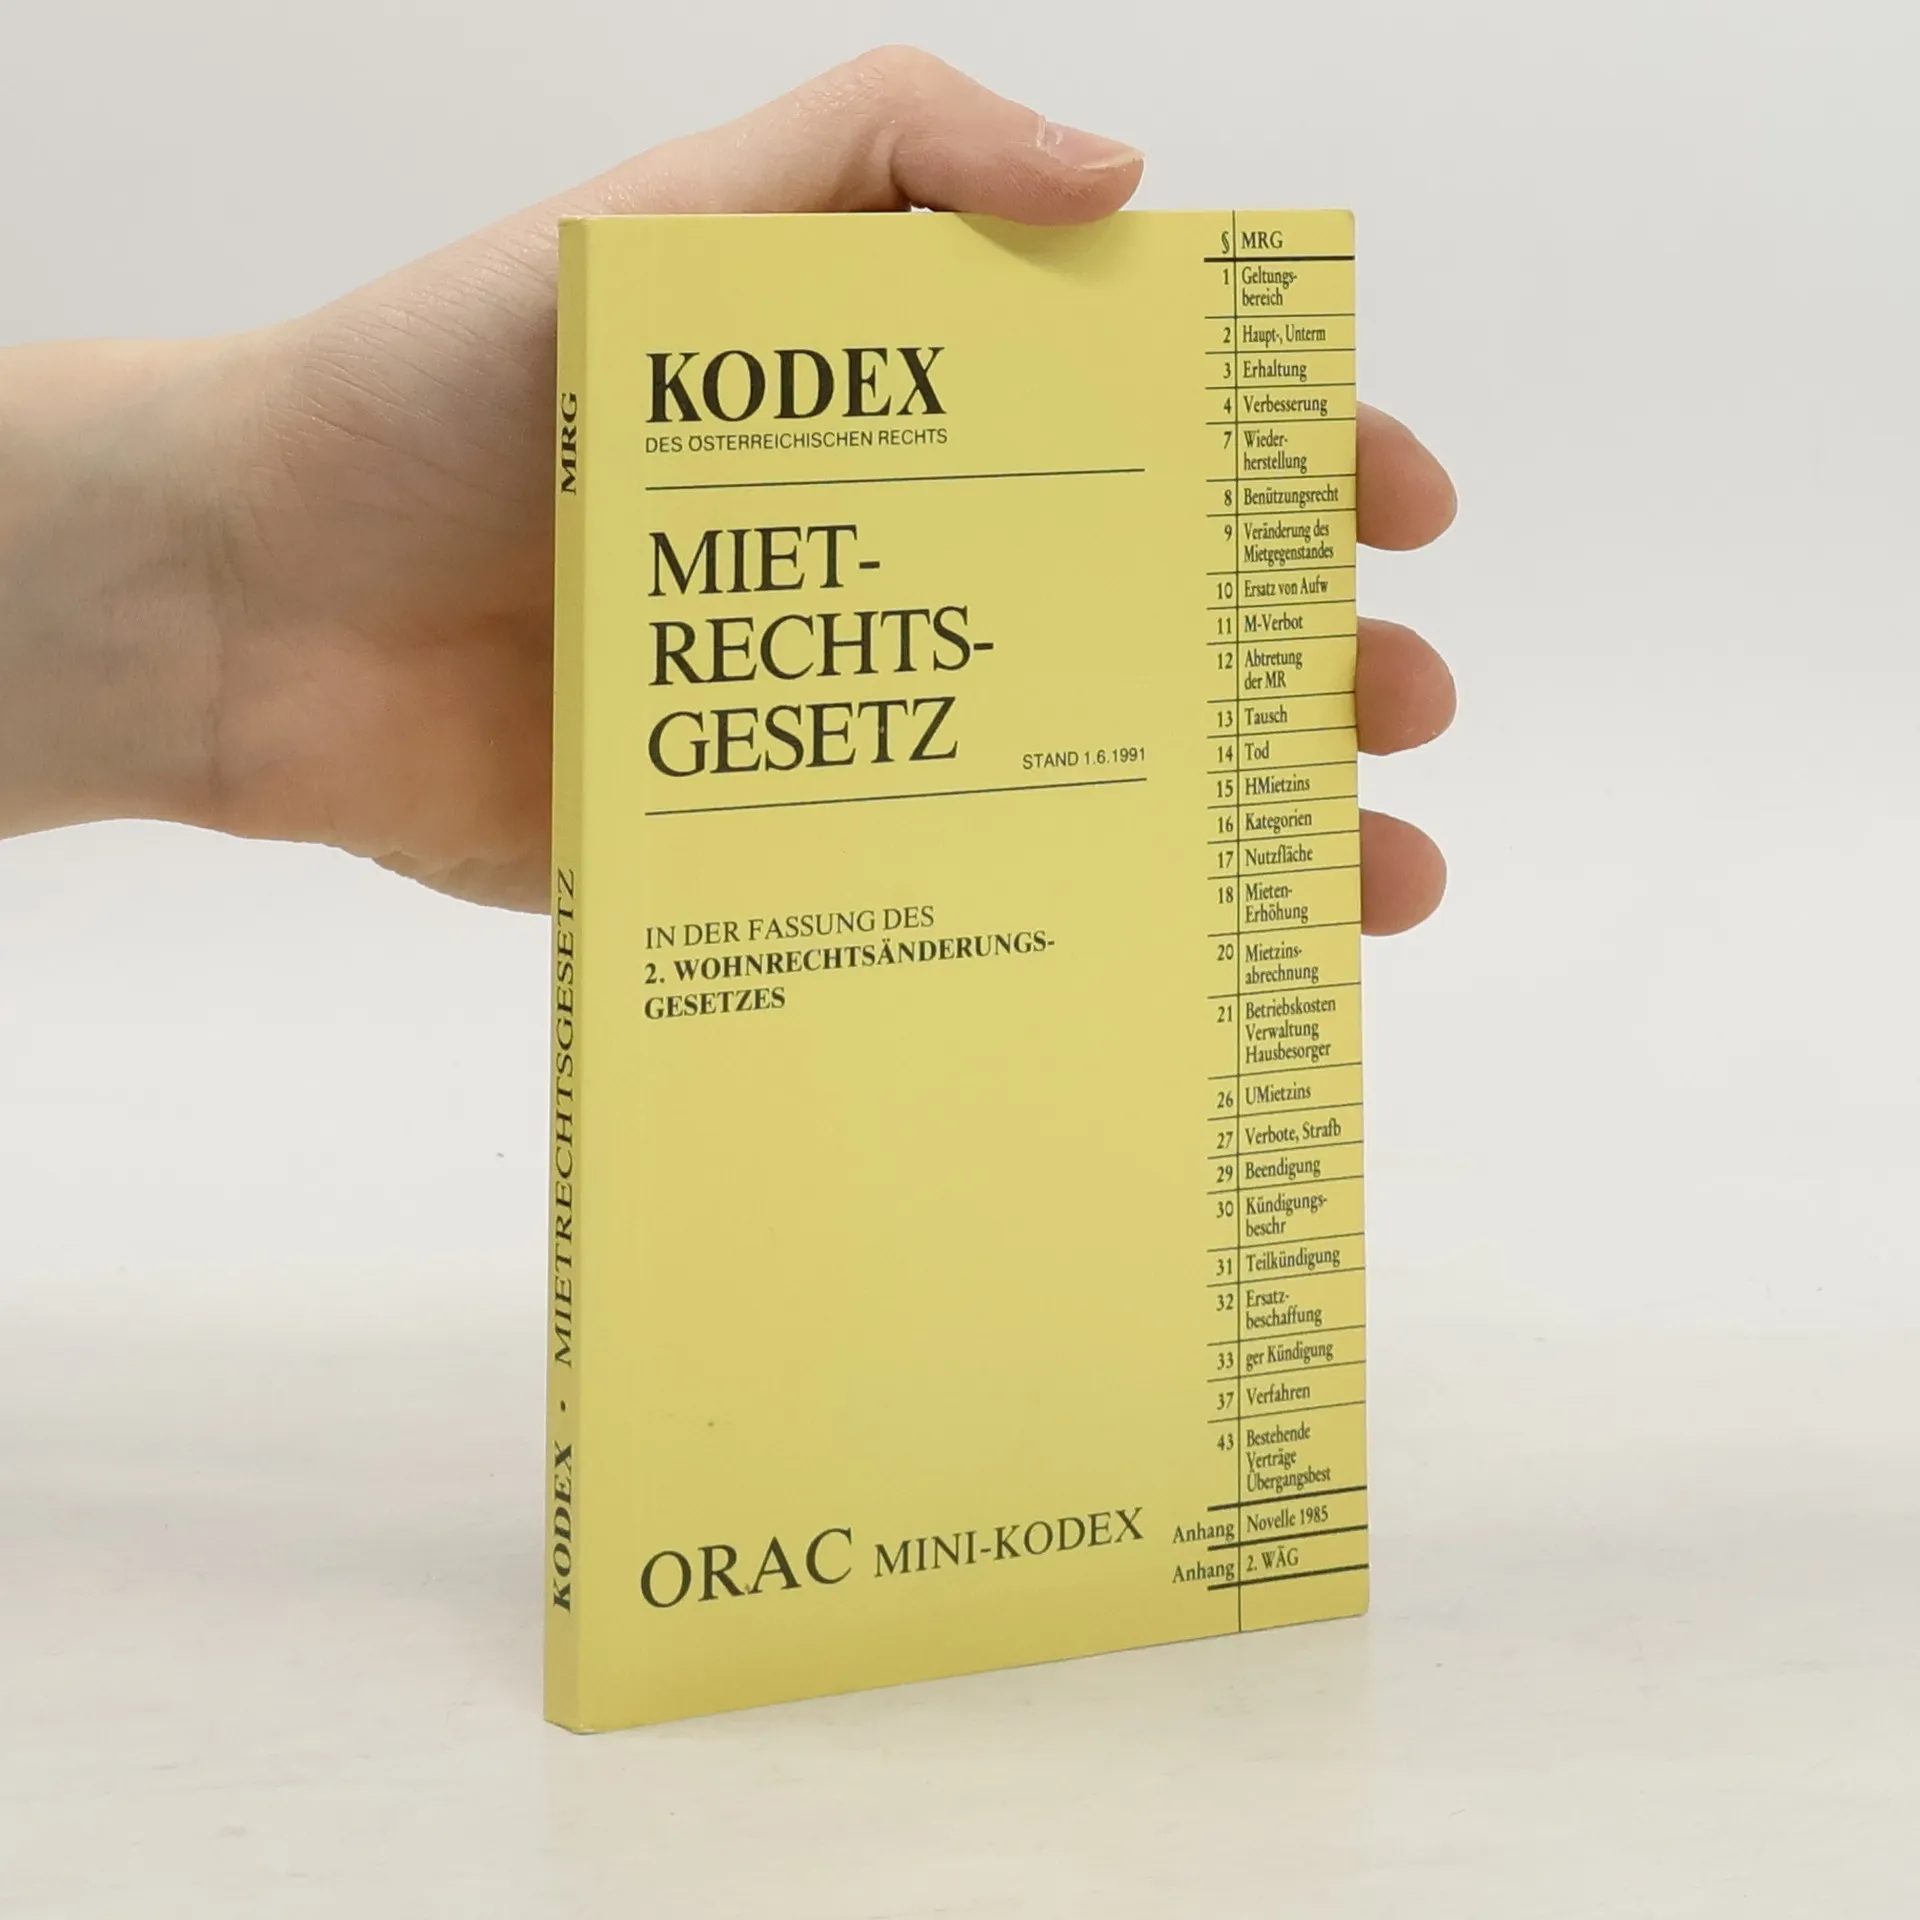 KODEX
DES ÖSTERREICHISCHEN RECHTS
MIET-
RECHTS-
GESETZ
STAND 1.6.1991
IN DER FASSUNG DES
2. WOHNRECHTSÄNDERUNGS-
GESETZES
ORAC MINI-KODEX
§ MRG
1 Geltungs-
bereich
2 Haupt-, Unterm
3 Erhaltung
4 Verbesserung
7 Wieder-
herstellung
8 Benützungsrecht
9 Veränderung des
Mietgegenstandes
10 Ersatz von Aufw
11 M-Verbot
12 Abtretung
der MR
13 Tausch
14 Tod
15 HMietzins
16 Kategorien
17 Nutzfläche
18 Mieten-
Erhöhung
20 Mietzins-
abrechnung
21 Betriebskosten
Verwaltung
Hausbesorger
26 UMietzins
27 Verbote, Strafb
29 Beendigung
30 Kündigungs-
beschr
31 Teilkündigung
32 Ersatz-
beschaffung
33 ger Kündigung
37 Verfahren
43 Bestehende
Verträge
Übergangsbest
Anhang Novelle 1985
Anhang 2. WÄG
KODEX • MIETRECHTSGESETZ MRG